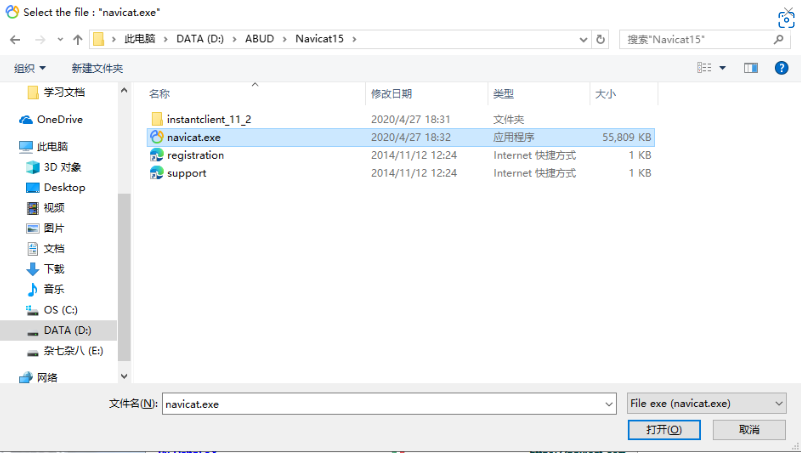 Select the file : "navicat.exe"
此电脑 › DATA (D:) › ABUD › Navicat15 ›
搜索"Navicat15"
组织 新建文件夹
学习文档
OneDrive
此电脑
3D 对象
Desktop
视频
图片
文档
下载
音乐
OS (C:)
DATA (D:)
杂七杂八 (E:)
网络
名称 修改日期 类型 大小
instantclient_11_2 2020/4/27 18:31 文件夹
navicat.exe 2020/4/27 18:32 应用程序 55,809 KB
registration 2014/11/12 12:24 Internet 快捷方式 1 KB
support 2014/11/12 12:24 Internet 快捷方式 1 KB
文件名(N): navicat.exe File exe (navicat.exe)
打开(O) 取消